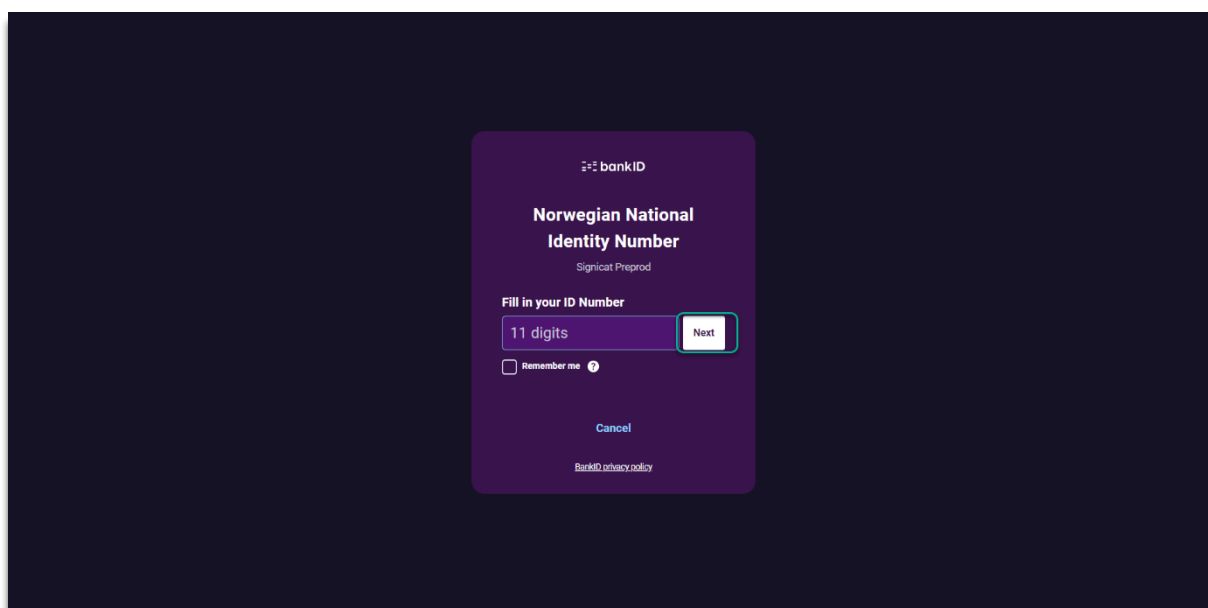 bankID
Norwegian National
Identity Number
Signicat Preprod
Fill in your ID Number
11 digits
Next
Remember me ?
Cancel
BankID privacy policy